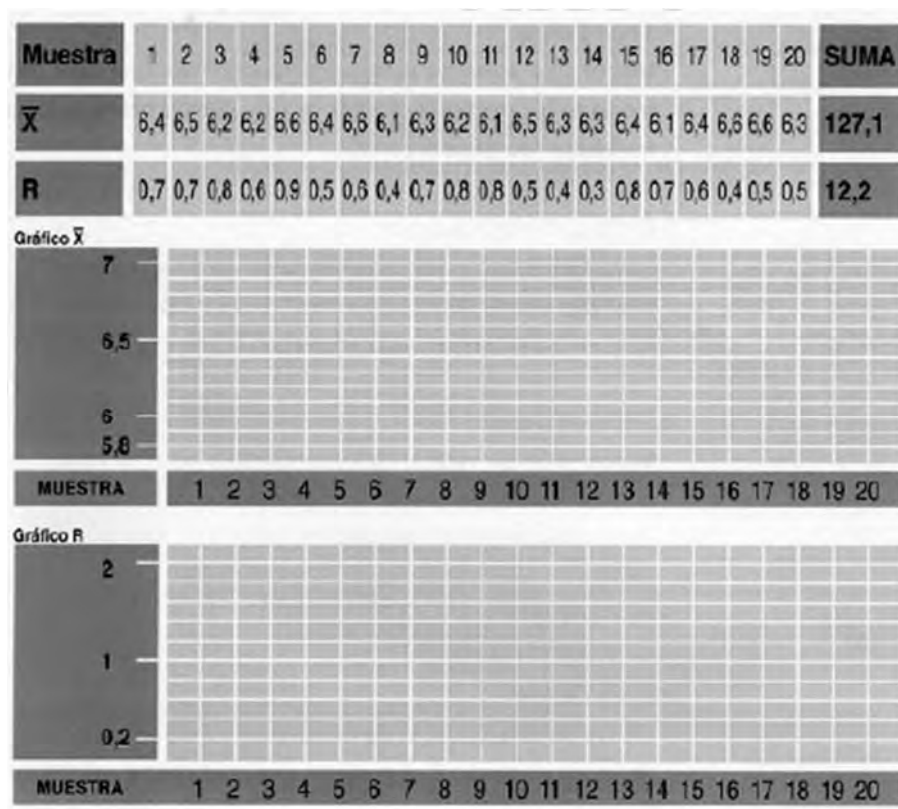 Muestra 1 2 3 4 5 6 7 8 9 10 11 12 13 14 15 16 17 18 19 20 SUMA
X̅ 6,4 6,5 6,2 6,2 6,6 6,4 6,6 6,1 6,3 6,2 6,1 6,5 6,3 6,3 6,4 6,1 6,4 6,6 6,6 6,3 127,1
R 0,7 0,7 0,8 0,6 0,9 0,5 0,6 0,4 0,7 0,8 0,8 0,5 0,4 0,3 0,8 0,7 0,6 0,4 0,5 0,5 12,2
Gráfico X̅
7
6,5
6
5,8
MUESTRA 1 2 3 4 5 6 7 8 9 10 11 12 13 14 15 16 17 18 19 20
Gráfico R
2
1
0,2
MUESTRA 1 2 3 4 5 6 7 8 9 10 11 12 13 14 15 16 17 18 19 20